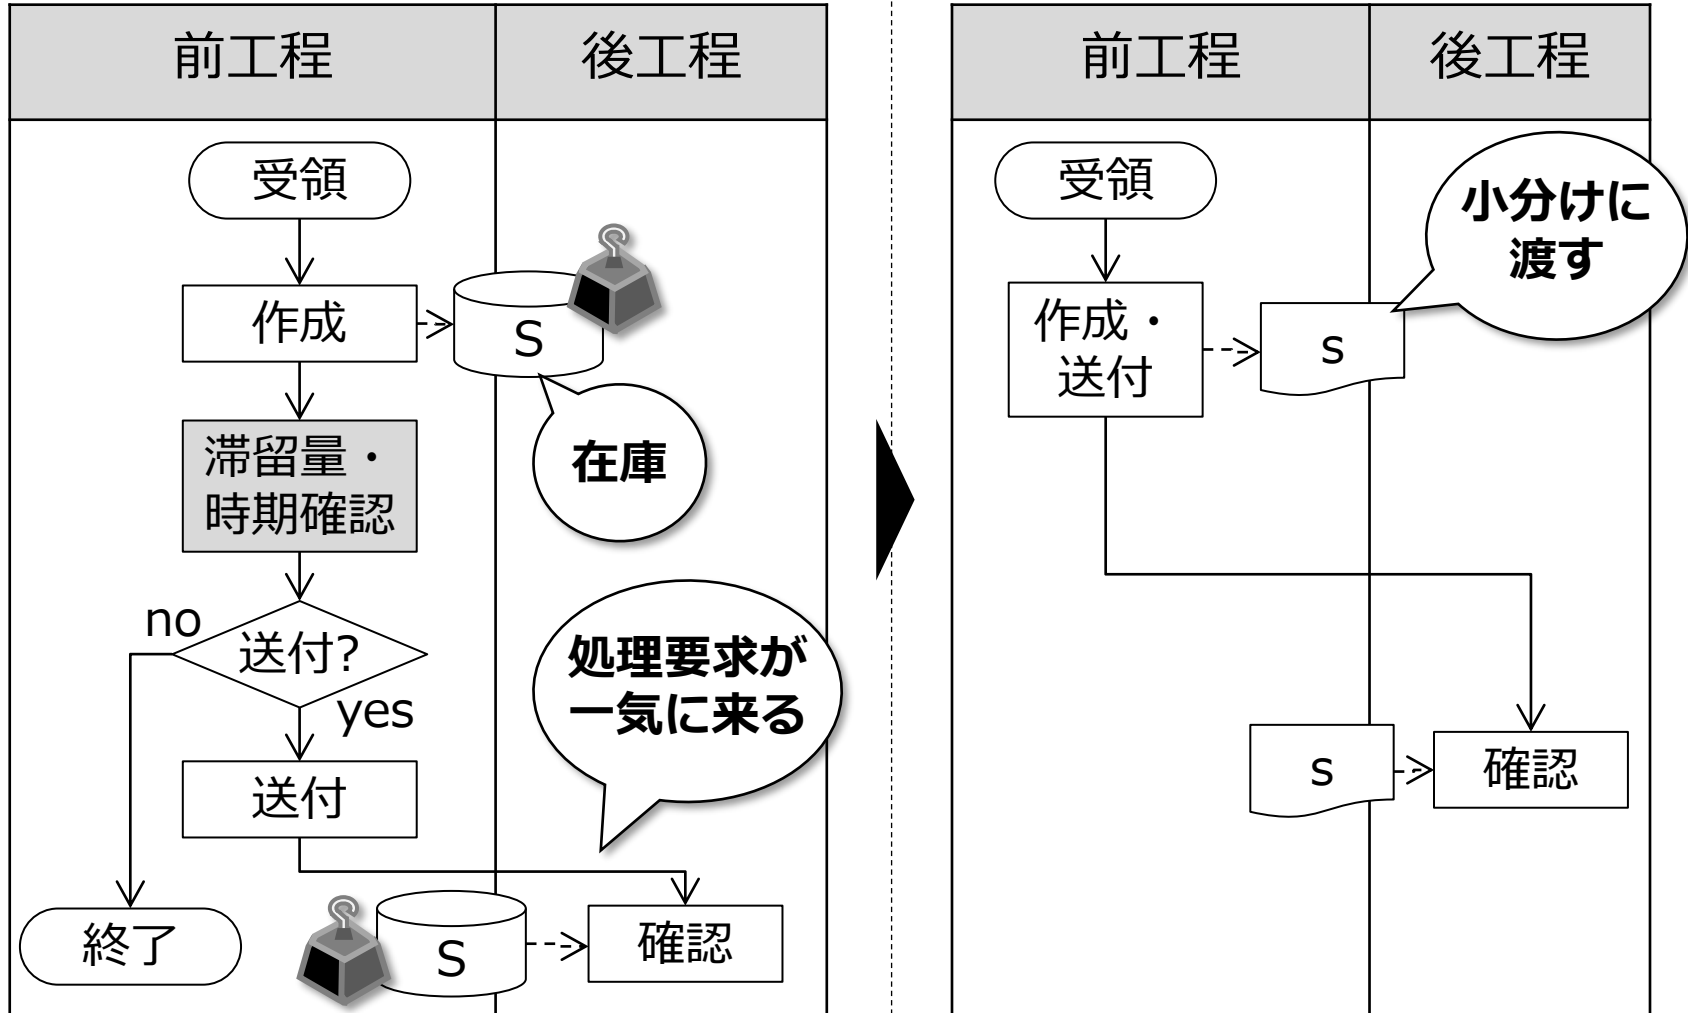 前工程
後工程
受領
作成
S
在庫
滞留量・
時期確認
no
送付?
yes
処理要求が
一気に来る
送付
終了
S
確認
前工程
後工程
受領
小分けに
渡す
作成・
送付
s
s
確認